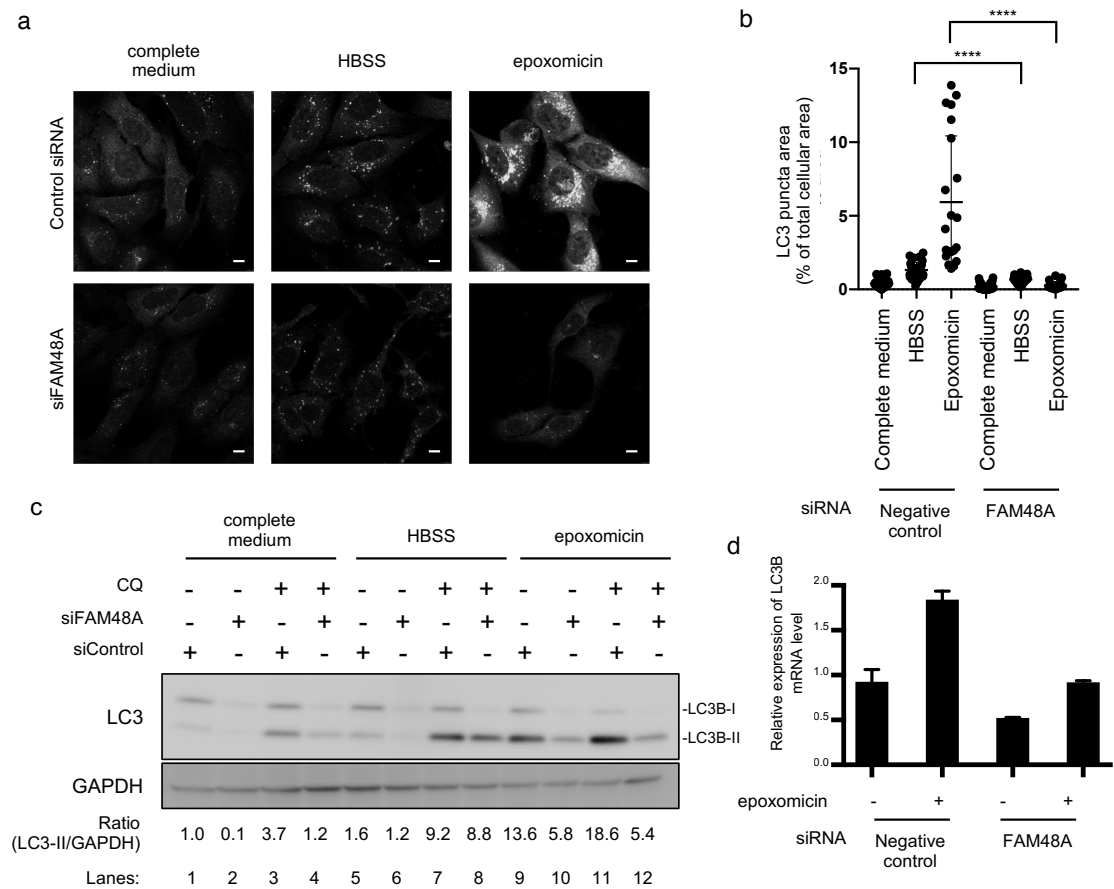 a
complete
medium
HBSS
epoxomicin
Control siRNA
siFAM48A
b
****
****
LC3 puncta area
(% of total cellular area)
15
10
5
0
Complete medium
HBSS
Epoxomicin
Complete medium
HBSS
Epoxomicin
siRNA
Negative
control
FAM48A
c
complete
medium
HBSS
epoxomicin
CQ - - + + - - + + - - + +
siFAM48A - + - + - + - + - + - +
siControl + - + - + - + - + - + -
LC3
-LC3B-I
-LC3B-II
GAPDH
Ratio
(LC3-II/GAPDH)
1.0 0.1 3.7 1.2 1.6 1.2 9.2 8.8 13.6 5.8 18.6 5.4
Lanes: 1 2 3 4 5 6 7 8 9 10 11 12
d
Relative expression of LC3B
mRNA level
2.0
1.5
1.0
0.5
0.0
epoxomicin - + - +
siRNA
Negative
control
FAM48A